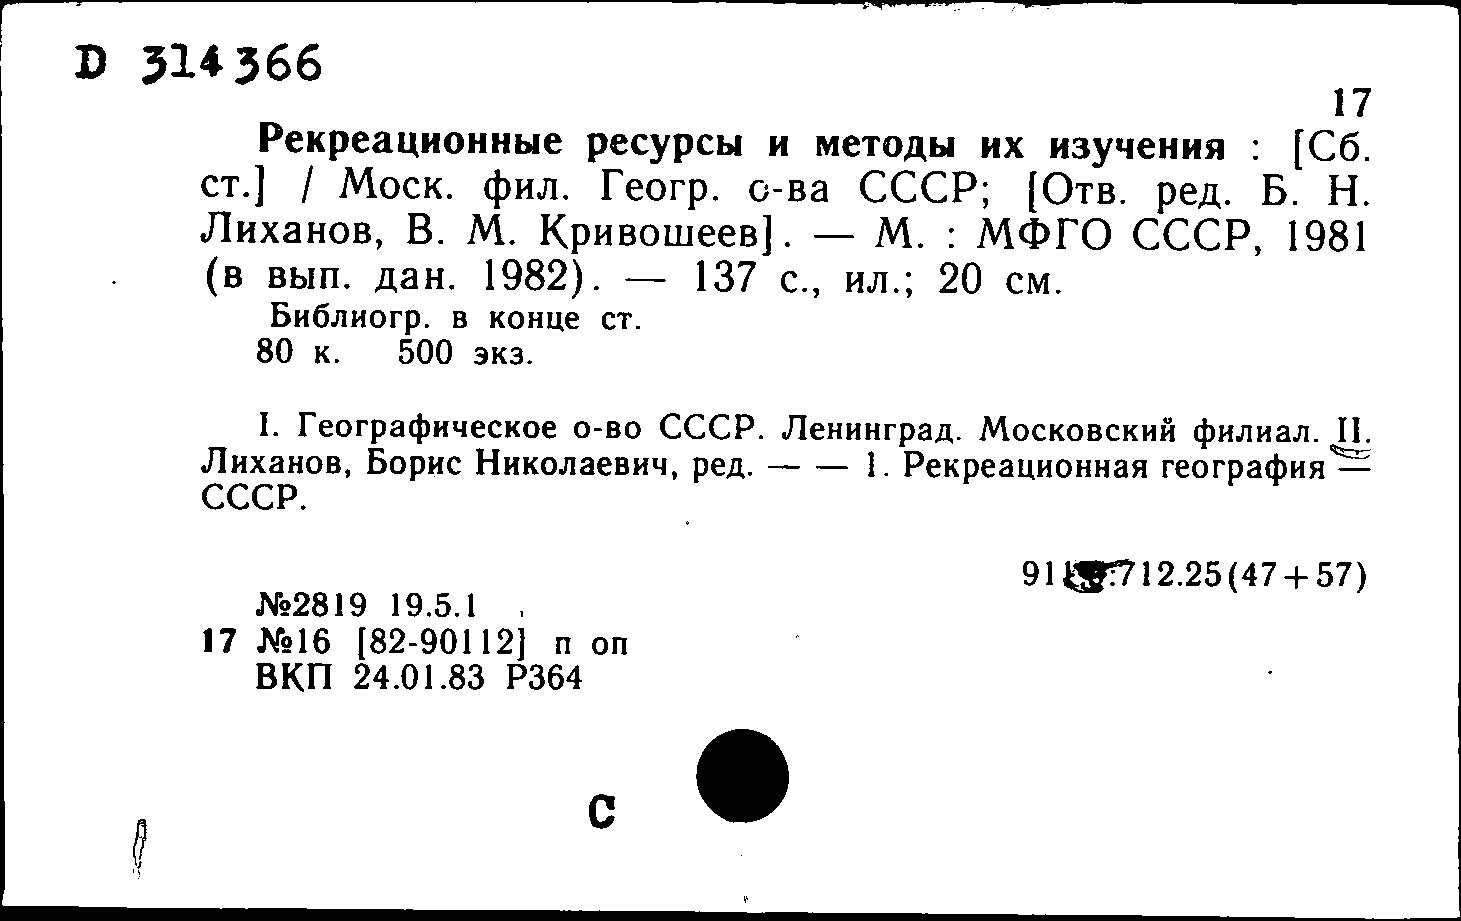 D 314366
17
Рекреационные ресурсы и методы их изучения : [Сб.
ст.] / Моск. фил. Геогр. о-ва СССР; [Отв. ред. Б. Н.
Лиханов, В. М. Кривошеев]. — М. : МФГО СССР, 1981
(в вып. дан. 1982). — 137 с., ил.; 20 см.
Библиогр. в конце ст.
80 к. 500 экз.
I. Географическое о-во СССР. Ленинград. Московский филиал. II.
Лиханов, Борис Николаевич, ред. — — 1. Рекреационная география —
СССР.
:712.25(47+57)
№2819 19.5.1
17 №16 [82-90112] п оп
ВКП 24.01.83 Р364
С